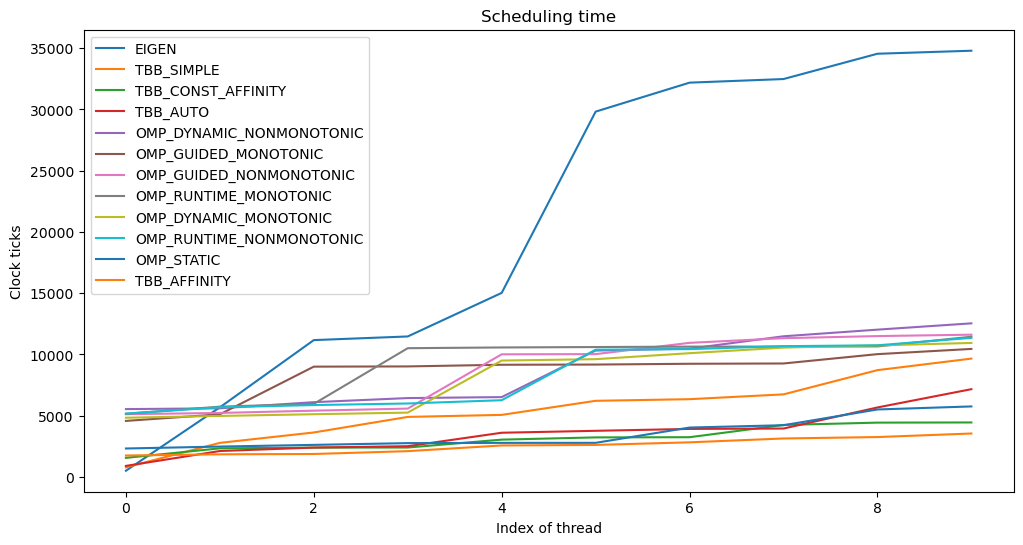 Scheduling time
EIGEN
TBB_SIMPLE
TBB_CONST_AFFINITY
TBB_AUTO
OMP_DYNAMIC_NONMONOTONIC
OMP_GUIDED_MONOTONIC
OMP_GUIDED_NONMONOTONIC
OMP_RUNTIME_MONOTONIC
OMP_DYNAMIC_MONOTONIC
OMP_RUNTIME_NONMONOTONIC
OMP_STATIC
TBB_AFFINITY
Clock ticks
35000
30000
25000
20000
15000
10000
5000
0
0 2 4 6 8
Index of thread